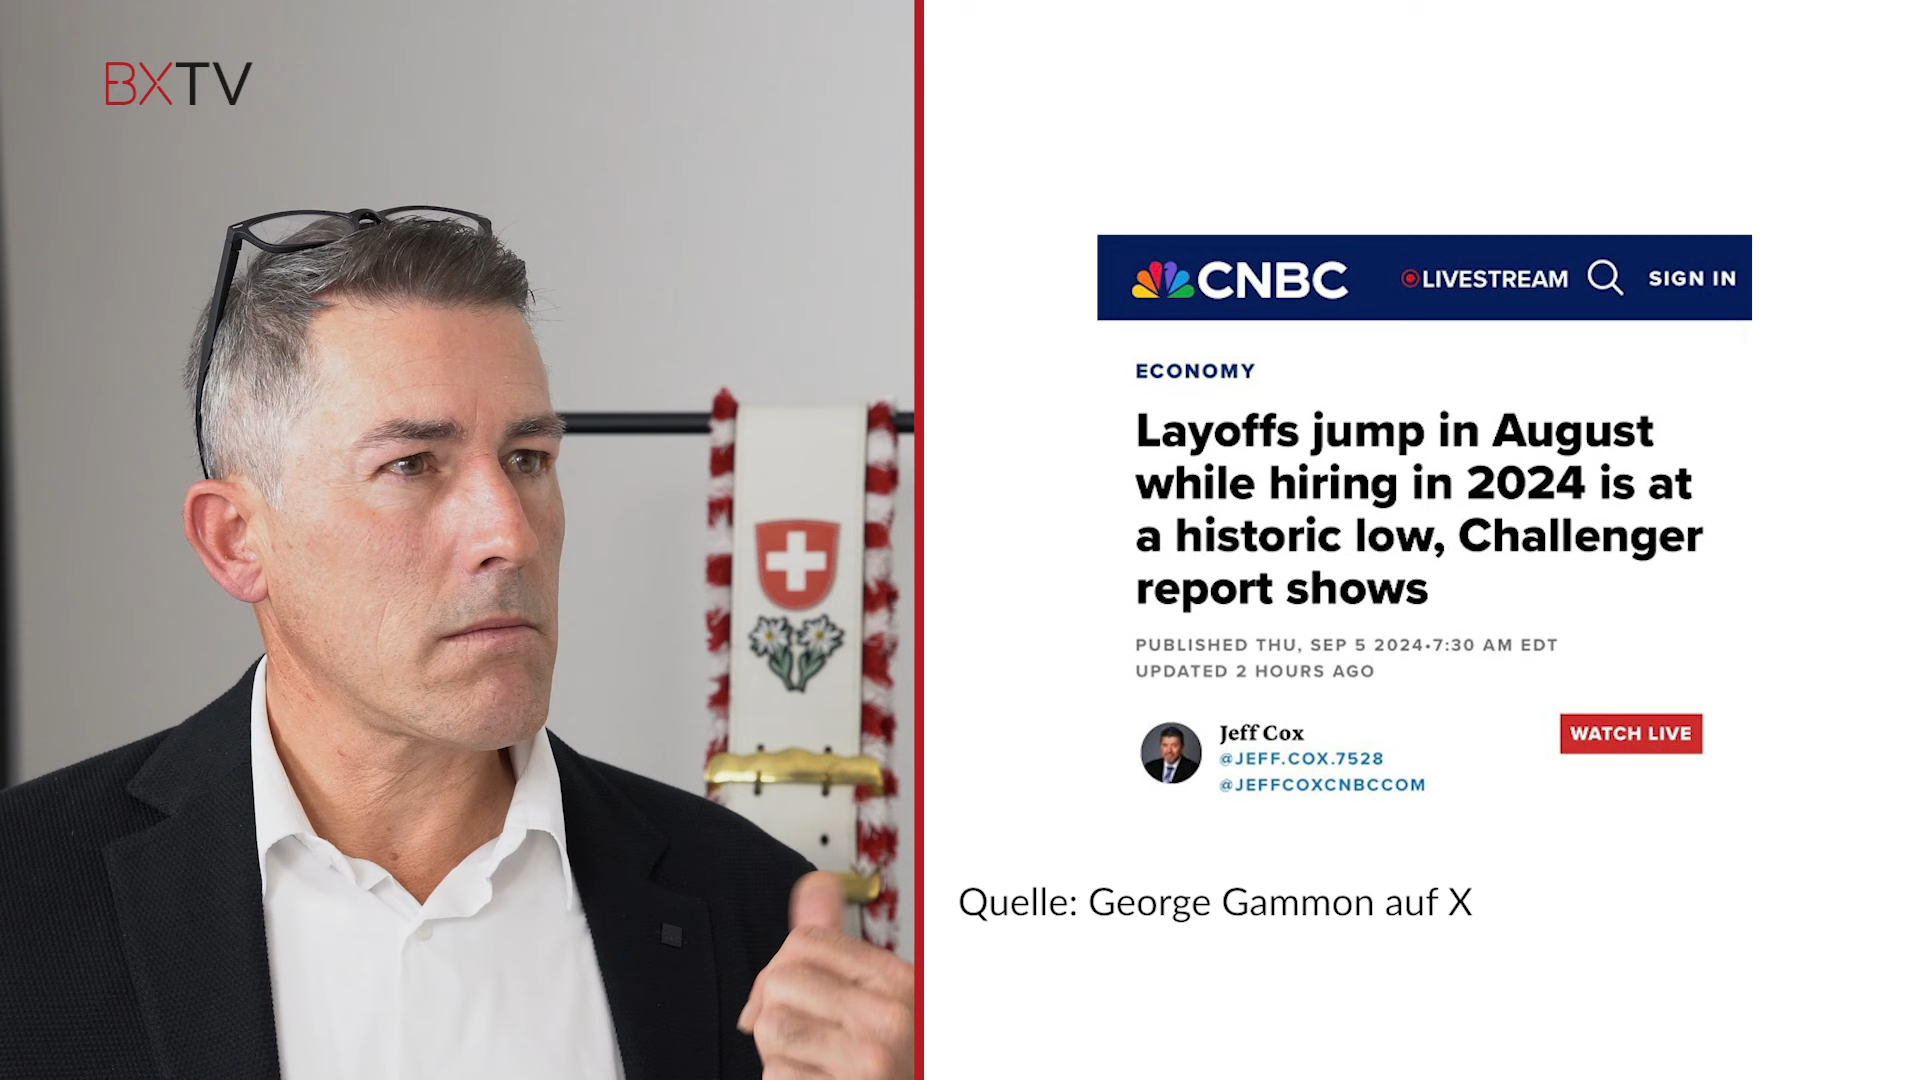 BXTV
CNBC
LIVESTREAM
SIGN IN
ECONOMY
Layoffs jump in August
while hiring in 2024 is at
a historic low, Challenger
report shows
PUBLISHED THU, SEP 5 2024•7:30 AM EDT
UPDATED 2 HOURS AGO
Jeff Cox
@JEFF.COX.7528
@JEFFCOXCNBCCOM
WATCH LIVE
Quelle: George Gammon auf X